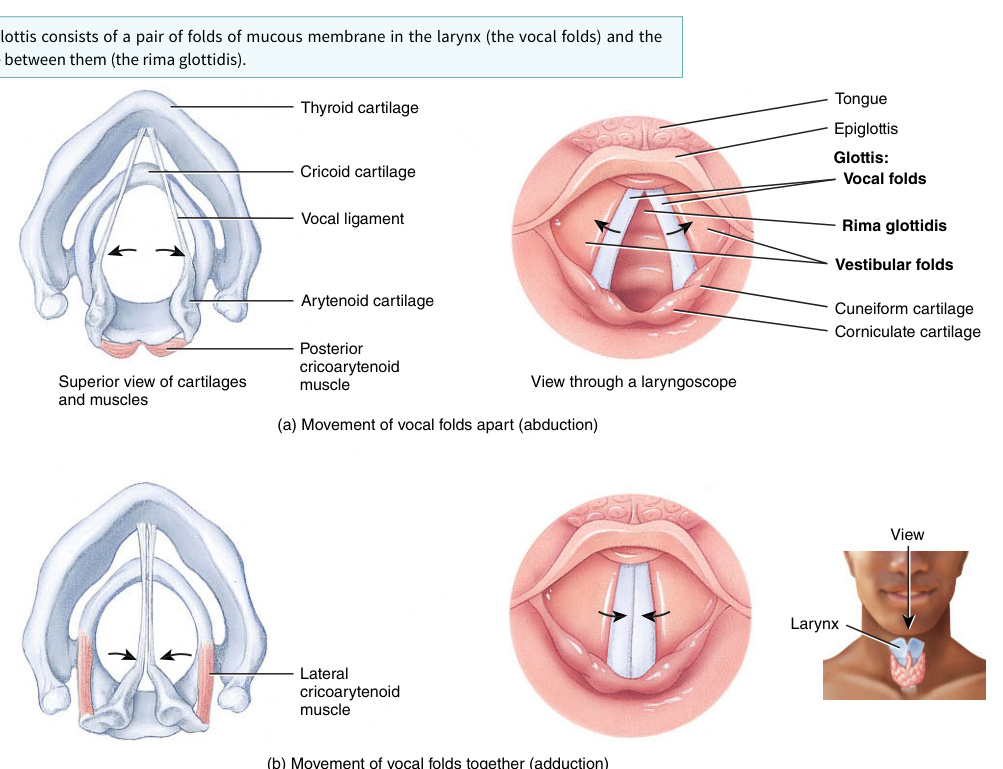 lottis consists of a pair of folds of mucous membrane in the larynx (the vocal folds) and the
between them (the rima glottidis).
Thyroid cartilage
Cricoid cartilage
Vocal ligament
Arytenoid cartilage
Posterior
cricoarytenoid
muscle
Superior view of cartilages
and muscles
Tongue
Epiglottis
Glottis:
Vocal folds
Rima glottidis
Vestibular folds
Cuneiform cartilage
Corniculate cartilage
View through a laryngoscope
(a) Movement of vocal folds apart (abduction)
Lateral
cricoarytenoid
muscle
View
Larynx
(b) Movement of vocal folds together (adduction)